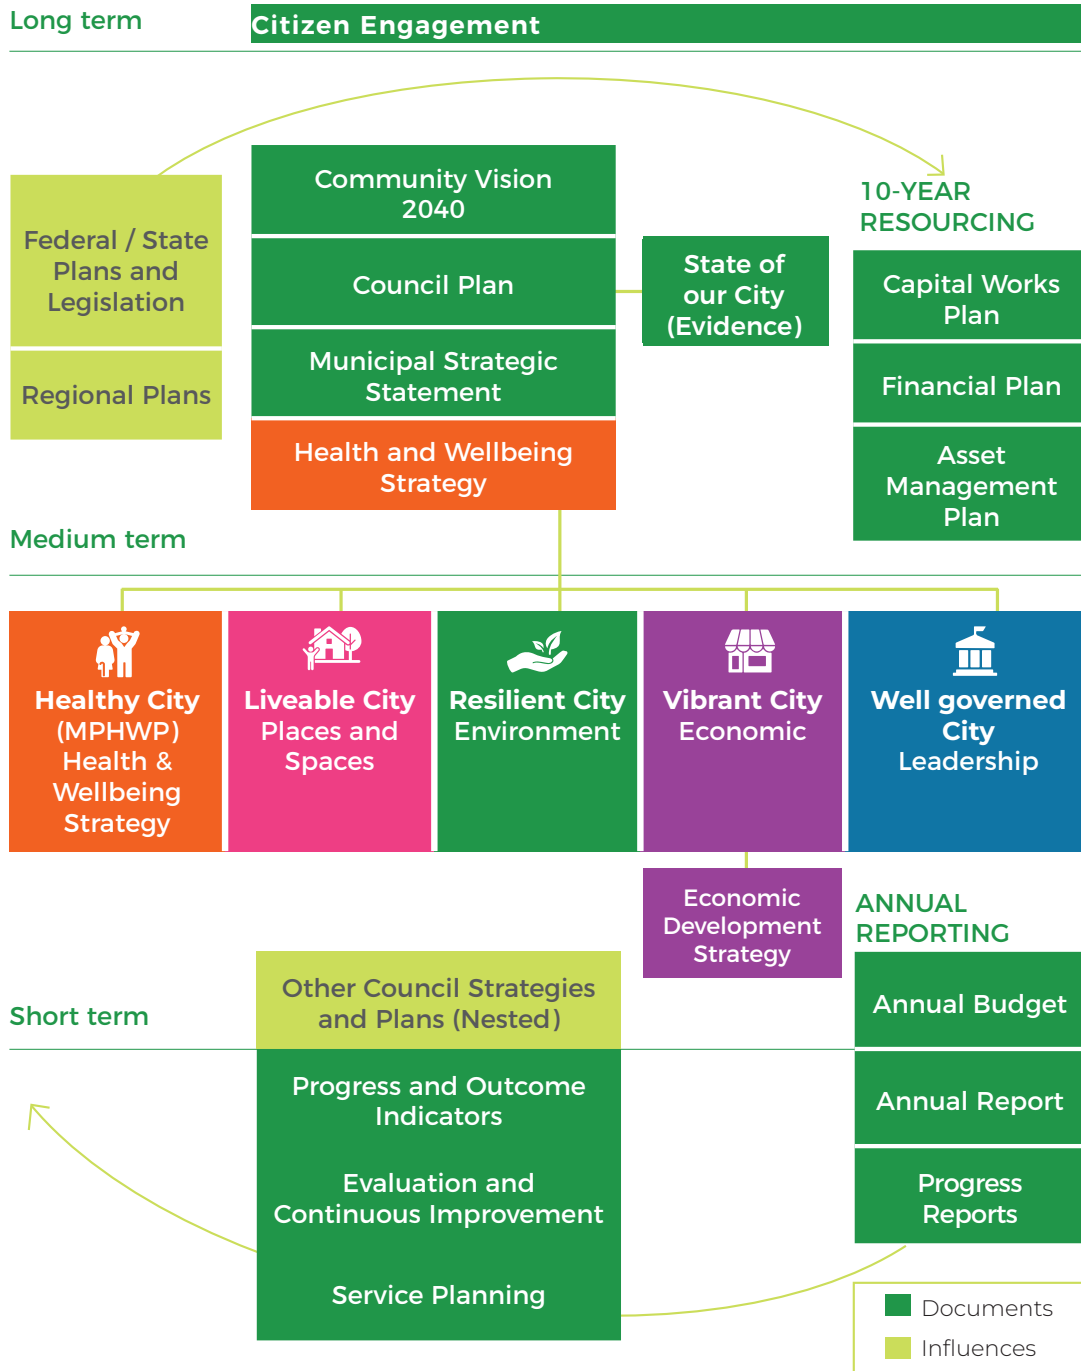 Long term
Citizen Engagement
Federal / State
Plans and
Legislation
Regional Plans
Community Vision
2040
Council Plan
Municipal Strategic
Statement
Health and Wellbeing
Strategy
State of
our City
(Evidence)
10-YEAR
RESOURCING
Capital Works
Plan
Financial Plan
Asset
Management
Plan
Medium term
Healthy City
(MPHWP)
Health &
Wellbeing
Strategy
Liveable City
Places and
Spaces
Resilient City
Environment
Vibrant City
Economic
Well governed
City
Leadership
Economic
Development
Strategy
ANNUAL
REPORTING
Short term
Other Council Strategies
and Plans (Nested)
Progress and Outcome
Indicators
Evaluation and
Continuous Improvement
Service Planning
Annual Budget
Annual Report
Progress
Reports
Documents
Influences